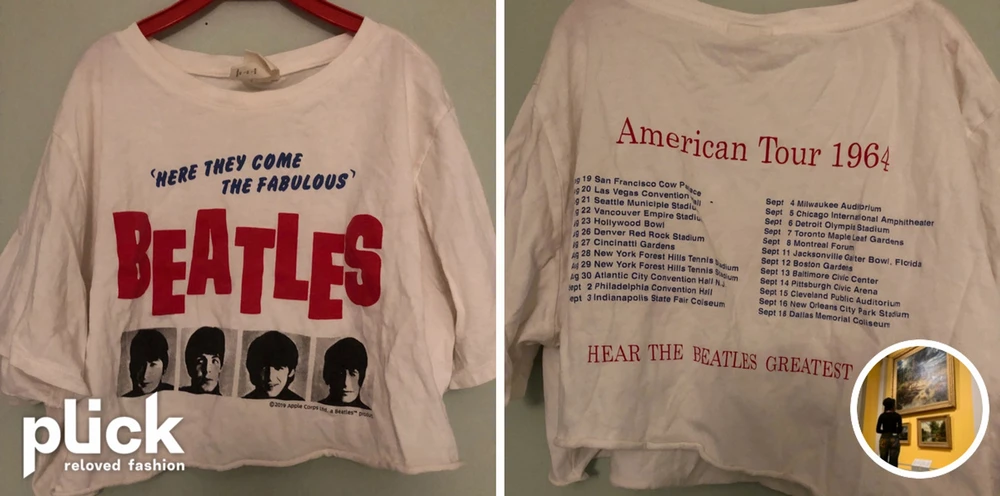 'HERE THEY COME
THE FABULOUS'
BEATLES
©2019 Apple Corps Ltd. a Beatles™
plick
reloved fashion
American Tour 1964
19 San Francisco Cow Palace
20 Las Vegas Convention
21 Seattle Municiple
22 Vancouver Empire
23 Hollywood Bowl
26 Denver Red Rock Stadium
27 Cincinatti Gardens
28 New York Forest Hills Tennis Stadium
Aug 29 New York Forest Hills Tennis Stadium
Aug 30 Atlantic City Convention Hall N.J.
Sept 2 Philadelphia Convention Hall
Sept 3 Indianapolis State Fair Coliseum
Sept 4 Milwaukee Audibrium
Sept 5 Chicago International Amphitheater
Sept 6 Detroit Olympia Stadium
Sept 7 Toronto Maple Leaf Gardens
Sept 8 Montreal Forum
Sept 11 Jacksonville Gater Bowl, Florida
Sept 12 Boston Gardens
Sept 13 Baltimore Civic Center
Sept 14 Pittsburgh Civic Arena
Sept 15 Cleveland Public Auditorium
Sept 16 New Orleans City Park Stadium
Sept 18 Dallas Memorial Coliseum
HEAR THE BEATLES GREATEST